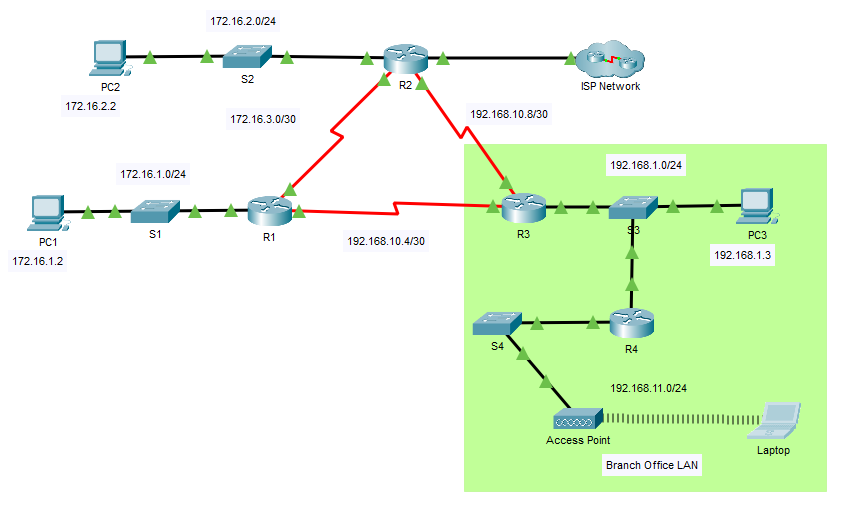 172.16.2.0/24
PC2
S2
R2
ISP Network
172.16.2.2
172.16.3.0/30
192.168.10.8/30
172.16.1.0/24
192.168.1.0/24
PC1
S1
R1
R3
S3
PC3
172.16.1.2
192.168.10.4/30
192.168.1.3
S4
R4
192.168.11.0/24
Access Point
Laptop
Branch Office LAN